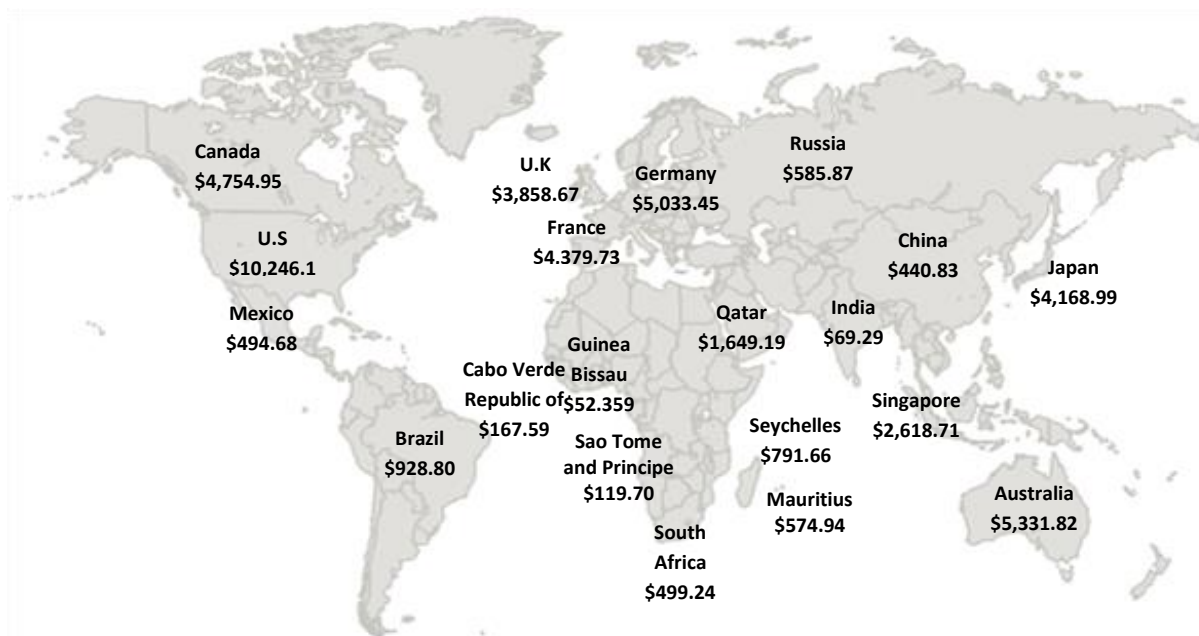 Canada
$4,754.95
U.S
$10,246.1
Mexico
$494.68
Brazil
$928.80
U.K
$3,858.67
Germany
$5,033.45
France
$4.379.73
Russia
$585.87
China
$440.83
Japan
$4,168.99
Qatar
$1,649.19
India
$69.29
Guinea
Bissau
$52.359
Cabo Verde
Republic of
$167.59
Sao Tome
and Principe
$119.70
Seychelles
$791.66
Mauritius
$574.94
Singapore
$2,618.71
Australia
$5,331.82
South
Africa
$499.24